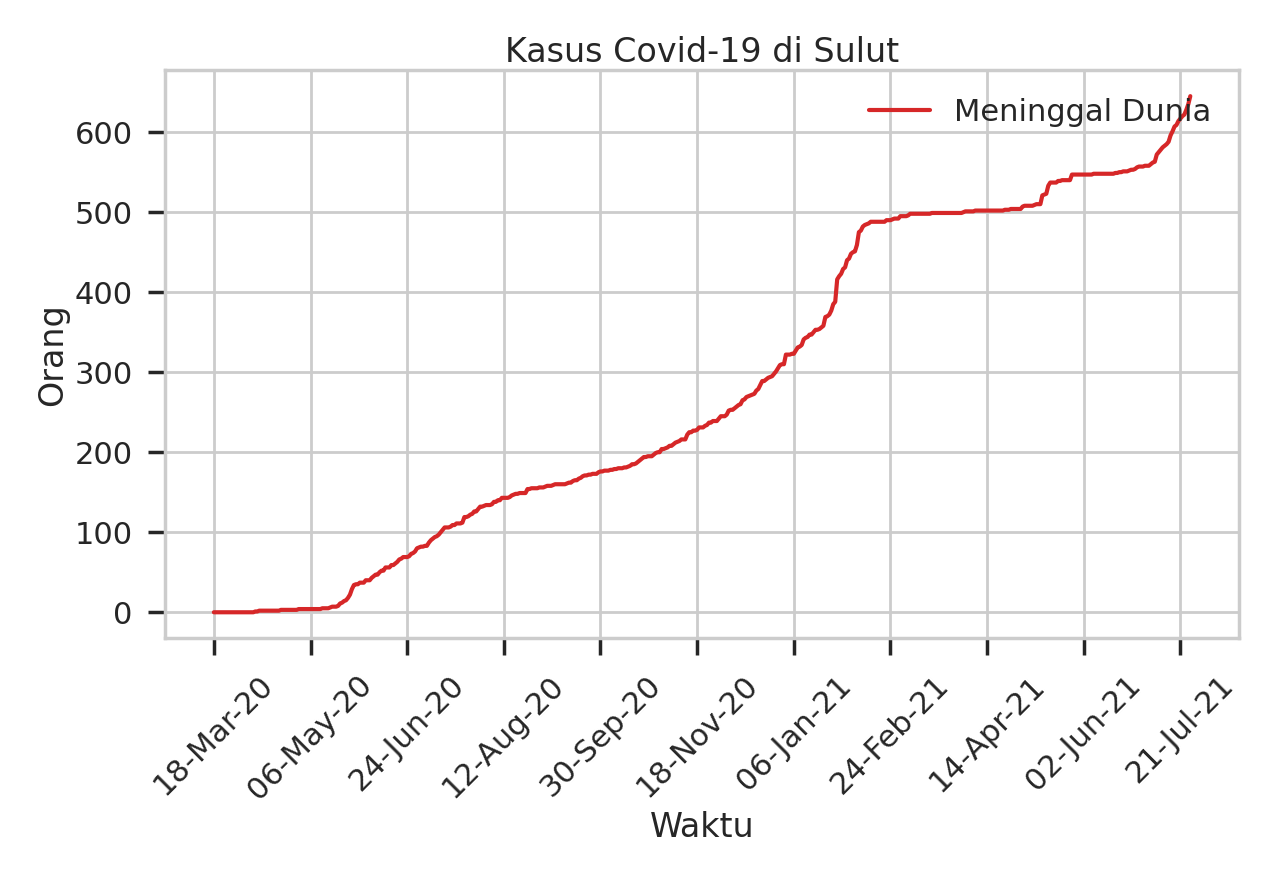 Kasus Covid-19 di Sulut
Meninggal Dunia
Orang
600
500
400
300
200
100
0
18-Mar-20
06-May-20
24-Jun-20
12-Aug-20
30-Sep-20
18-Nov-20
06-Jan-21
24-Feb-21
14-Apr-21
02-Jun-21
21-Jul-21
Waktu